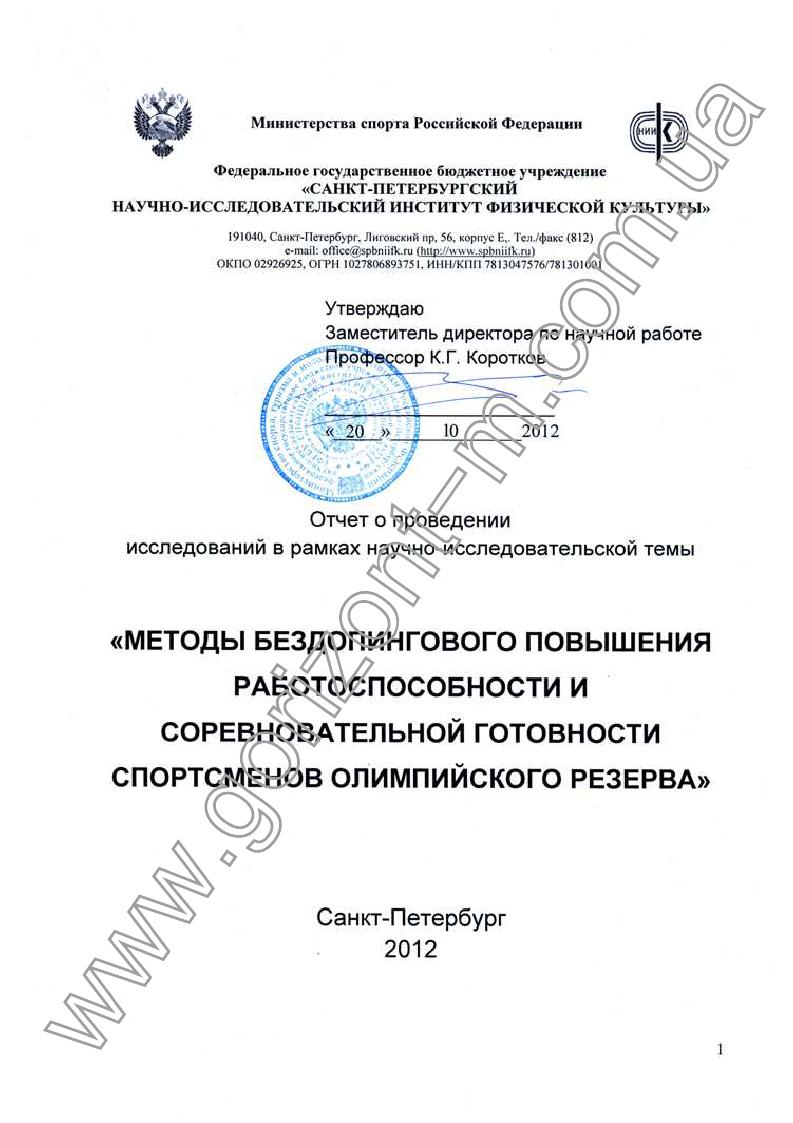 Министерства спорта Российской Федерации
НИИ
Федеральное государственное бюджетное учреждение
«САНКТ-ПЕТЕРБУРГСКИЙ
НАУЧНО-ИССЛЕДОВАТЕЛЬСКИЙ ИНСТИТУТ ФИЗИЧЕСКОЙ КУЛЬТУРЫ»
191040, Санкт-Петербург, Лиговский пр, 56, корпус Е,. Тел./факс (812)
e-mail: office@spbniifk.ru (http://www.spbniifk.ru)
ОКПО 02926925, ОГРН 1027806893751, ИНН/КПП 7813047576/781301001
Утверждаю
Заместитель директора по научной работе
Профессор К.Г. Коротков
« 20 » 10 2012
Отчет о проведении
исследований в рамках научно-исследовательской темы
«МЕТОДЫ БЕЗДОПИНГОВОГО ПОВЫШЕНИЯ
РАБОТОСПОСОБНОСТИ И
СОРЕВНОВАТЕЛЬНОЙ ГОТОВНОСТИ
СПОРТСМЕНОВ ОЛИМПИЙСКОГО РЕЗЕРВА»
Санкт-Петербург
2012
1
www.gorizont-m.com.ua